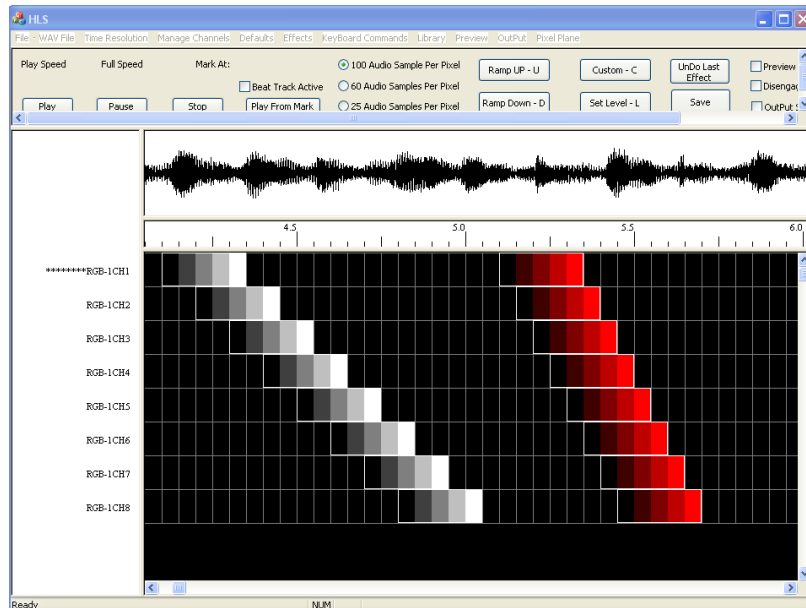 HLS
File - WAV File Time Resolution Manage Channels Defaults Effects KeyBoard Commands Library Preview OutPut Pixel Plane
Play Speed Full Speed Mark At: 100 Audio Sample Per Pixel Ramp UP - U Custom - C UnDo Last Effect Preview
Beat Track Active 60 Audio Samples Per Pixel Disengag
Play Pause Stop Play From Mark 25 Audio Samples Per Pixel Ramp Down - D Set Level - L Save OutPut S
4.5 5.0 5.5 6.0
********RGB-1CH1
RGB-1CH2
RGB-1CH3
RGB-1CH4
RGB-1CH5
RGB-1CH6
RGB-1CH7
RGB-1CH8
Ready NUM